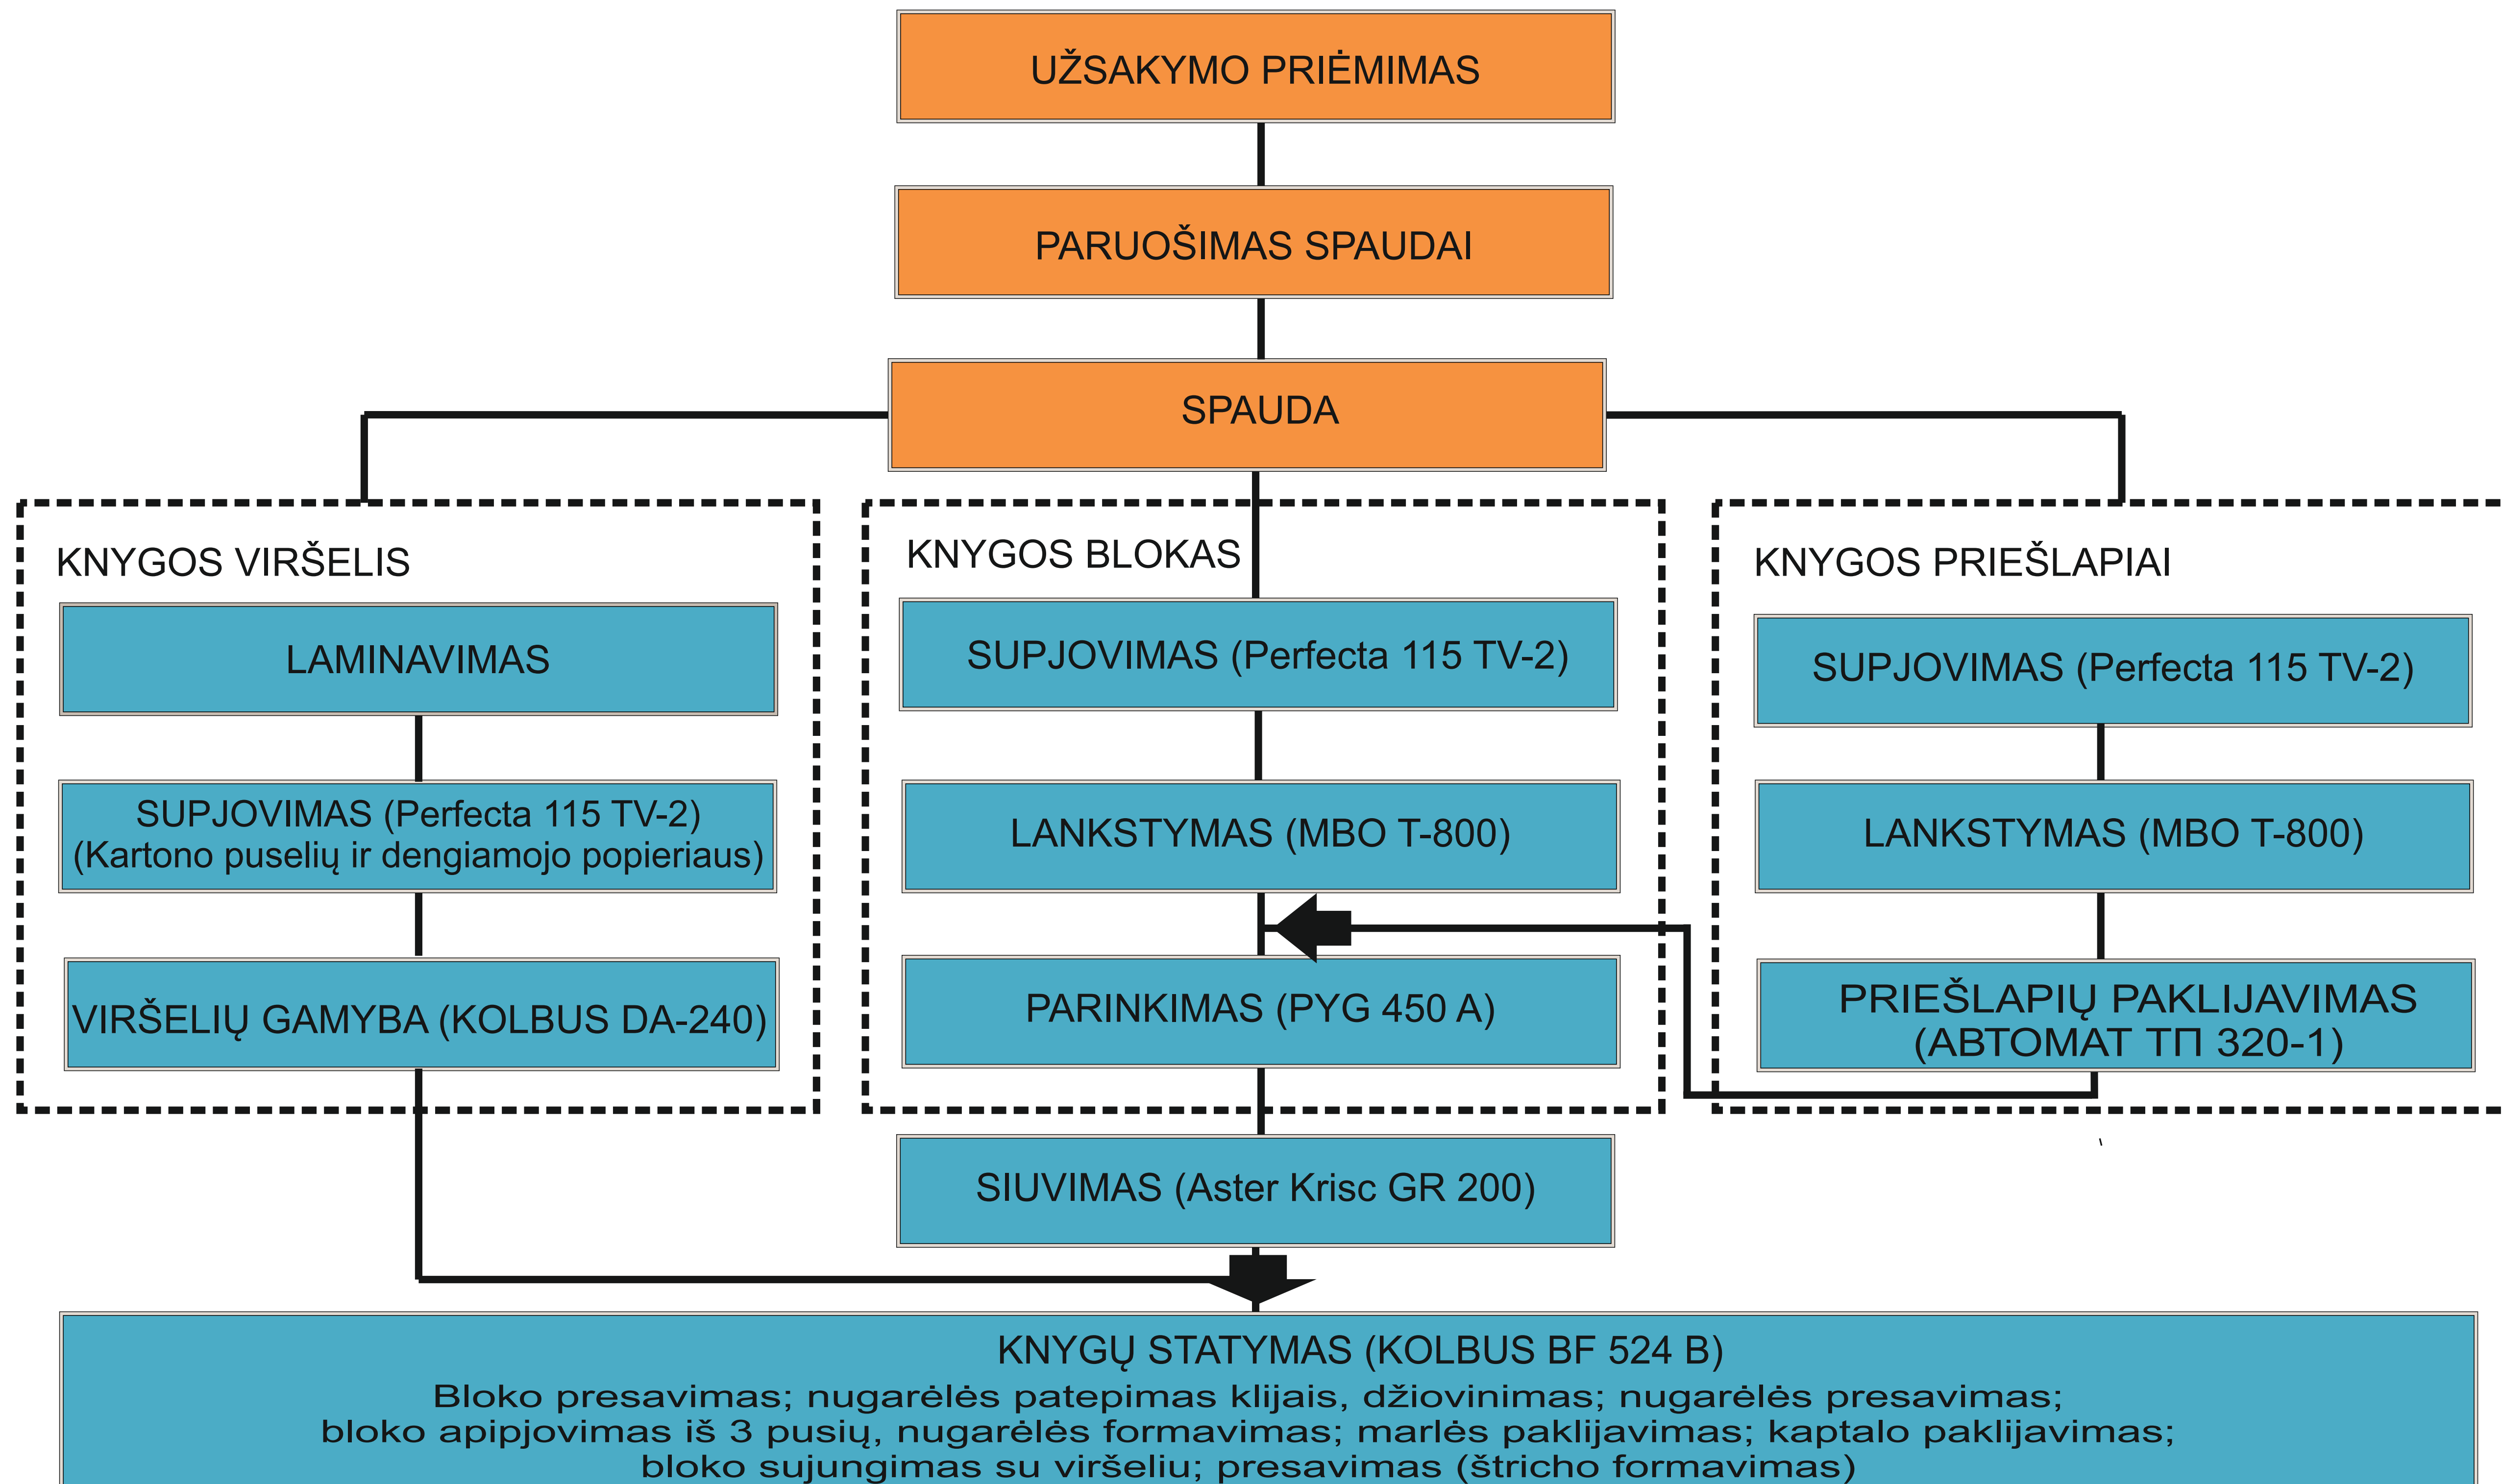 UŽSAKYMO PRIĖMIMAS
PARUOŠIMAS SPAUDAI
SPAUDA
KNYGOS VIRŠELIS
LAMINAVIMAS
SUPJOVIMAS (Perfecta 115 TV-2)
(Kartono puselių ir dengiamojo popieriaus)
VIRŠELIŲ GAMYBA (KOLBUS DA-240)
KNYGOS BLOKAS
SUPJOVIMAS (Perfecta 115 TV-2)
LANKSTYMAS (MBO T-800)
PARINKIMAS (PYG 450 A)
KNYGOS PRIEŠLAPIAI
SUPJOVIMAS (Perfecta 115 TV-2)
LANKSTYMAS (MBO T-800)
PRIEŠLAPIŲ PAKLIJAVIMAS
(АВТОМАТ ТП 320-1)
SIUVIMAS (Aster Krisc GR 200)
KNYGŲ STATYMAS (KOLBUS BF 524 B)
Bloko presavimas; nugarėlės patepimas klijais, džiovinimas; nugarėlės presavimas;
bloko apipjovimas iš 3 pusių, nugarėlės formavimas; marlės paklijavimas; kaptalo paklijavimas;
bloko sujungimas su viršeliu; presavimas (štricho formavimas)